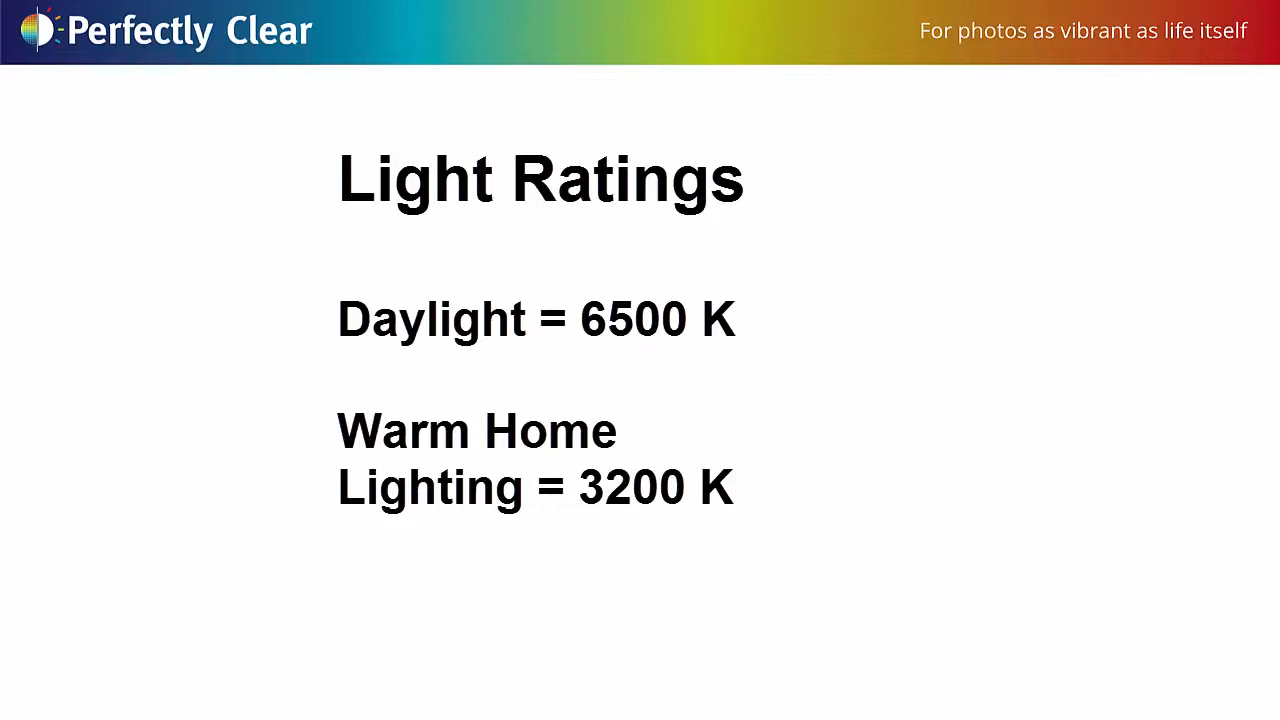 Perfectly Clear
For photos as vibrant as life itself
Light Ratings
Daylight = 6500 K
Warm Home
Lighting = 3200 K